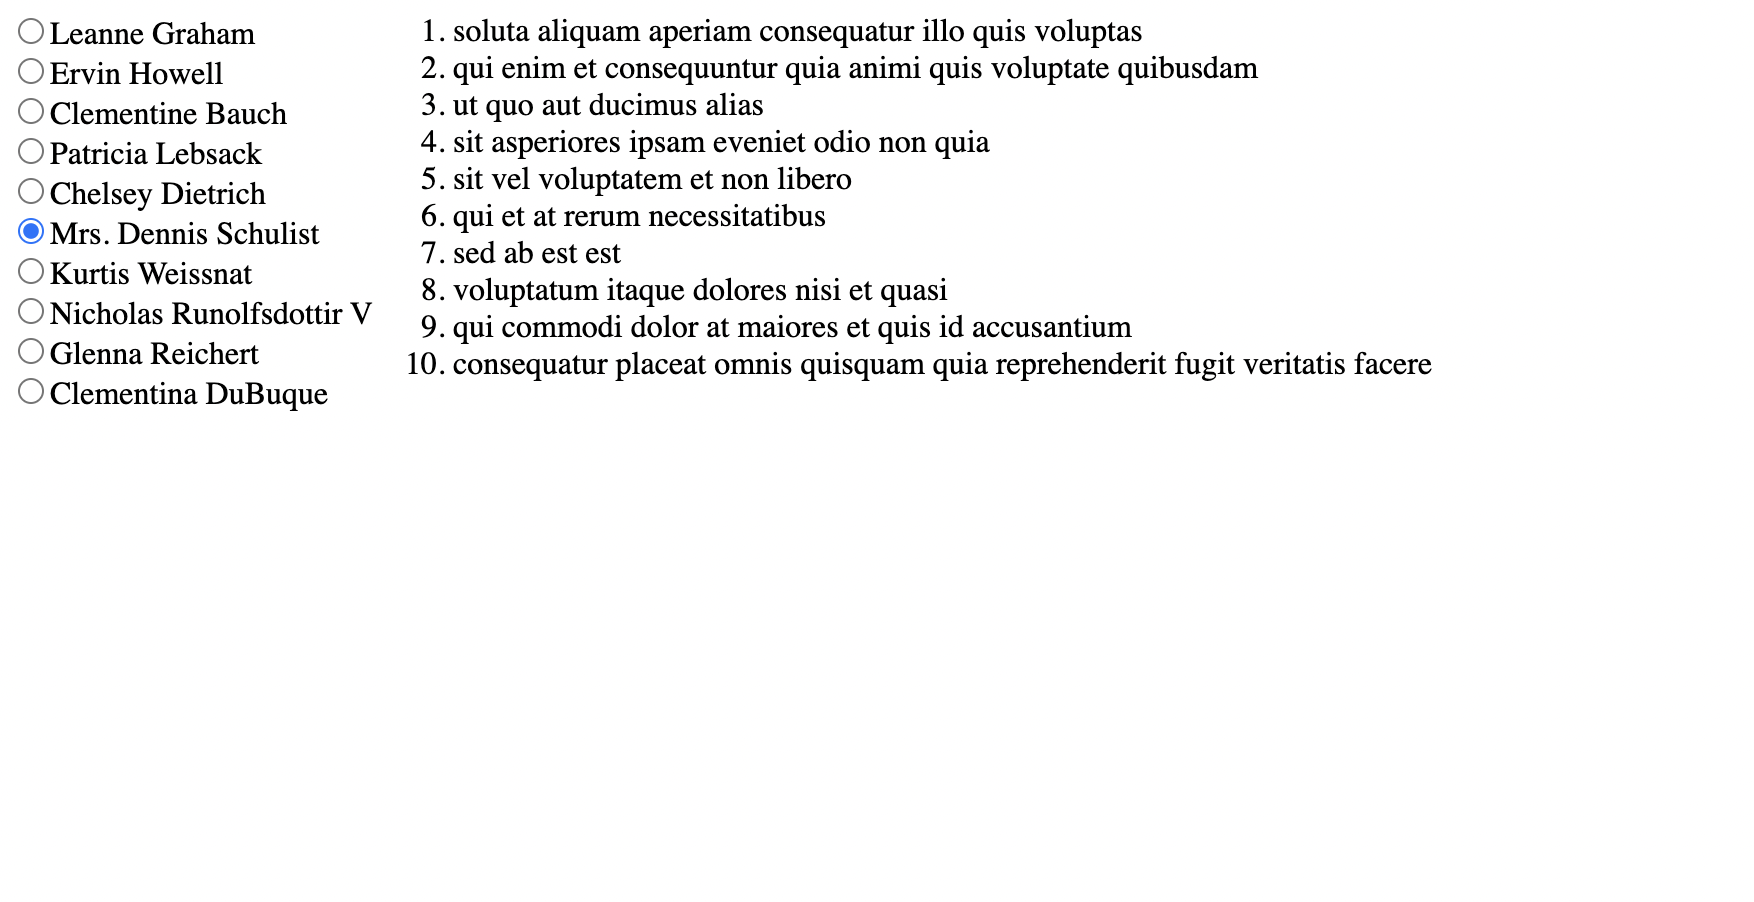 Leanne Graham
Ervin Howell
Clementine Bauch
Patricia Lebsack
Chelsey Dietrich
Mrs. Dennis Schulist
Kurtis Weissnat
Nicholas Runolfsdottir V
Glenna Reichert
Clementina DuBuque
1. soluta aliquam aperiam consequatur illo quis voluptas
2. qui enim et consequuntur quia animi quis voluptate quibusdam
3. ut quo aut ducimus alias
4. sit asperiores ipsam eveniet odio non quia
5. sit vel voluptatem et non libero
6. qui et at rerum necessitatibus
7. sed ab est est
8. voluptatum itaque dolores nisi et quasi
9. qui commodi dolor at maiores et quis id accusantium
10. consequatur placeat omnis quisquam quia reprehenderit fugit veritatis facere